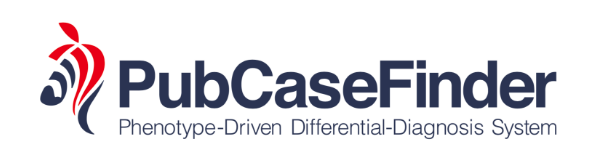 PubCaseFinder
Phenotype-Driven Differential-Diagnosis System